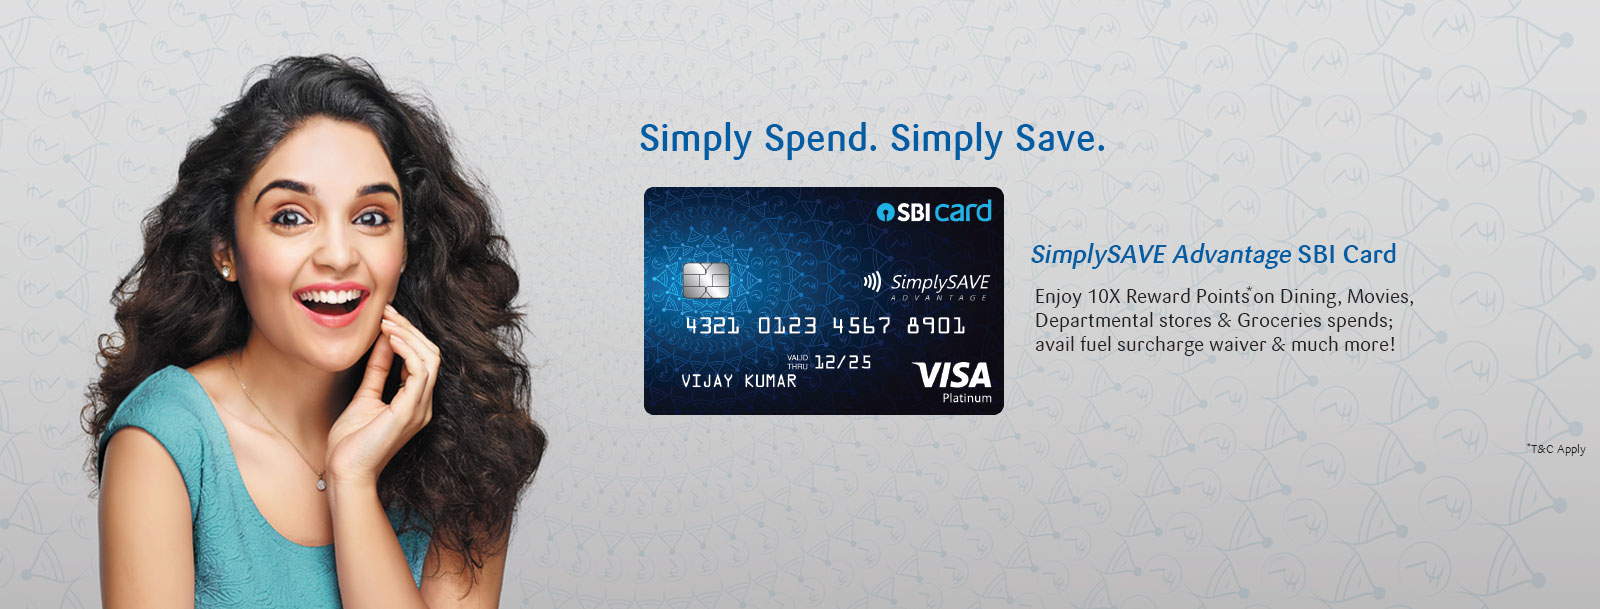 Simply Spend. Simply Save.
SBI card
SimplySAVE
ADVANTAGE
4321 0123 4567 8901
VALID
THRU 12/25
VIJAY KUMAR
VISA
Platinum
SimplySAVE Advantage SBI Card
Enjoy 10X Reward Points* on Dining, Movies,
Departmental stores & Groceries spends;
avail fuel surcharge waiver & much more!
*T&C Apply